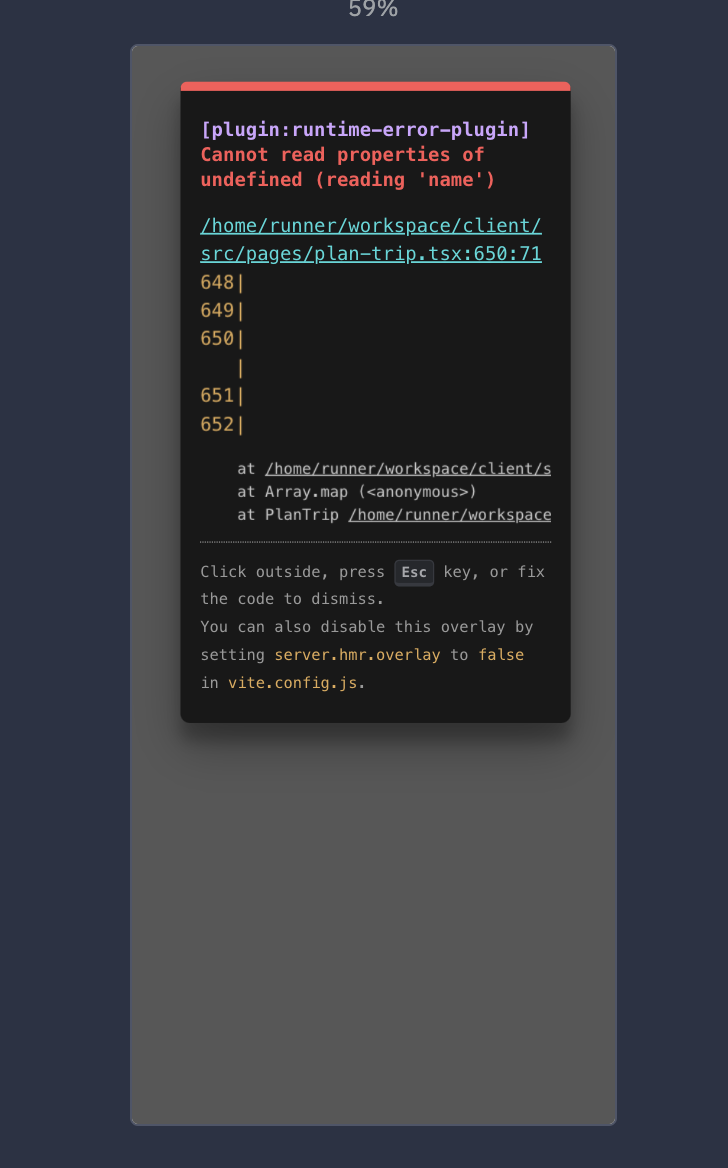 59%
[plugin:runtime-error-plugin]
Cannot read properties of
undefined (reading 'name')
/home/runner/workspace/client/
src/pages/plan-trip.tsx:650:71
648|
649|
650|
|
651|
652|
at /home/runner/workspace/client/s
at Array.map (<anonymous>)
at PlanTrip /home/runner/workspace
Click outside, press Esc key, or fix
the code to dismiss.
You can also disable this overlay by
setting server.hmr.overlay to false
in vite.config.js.